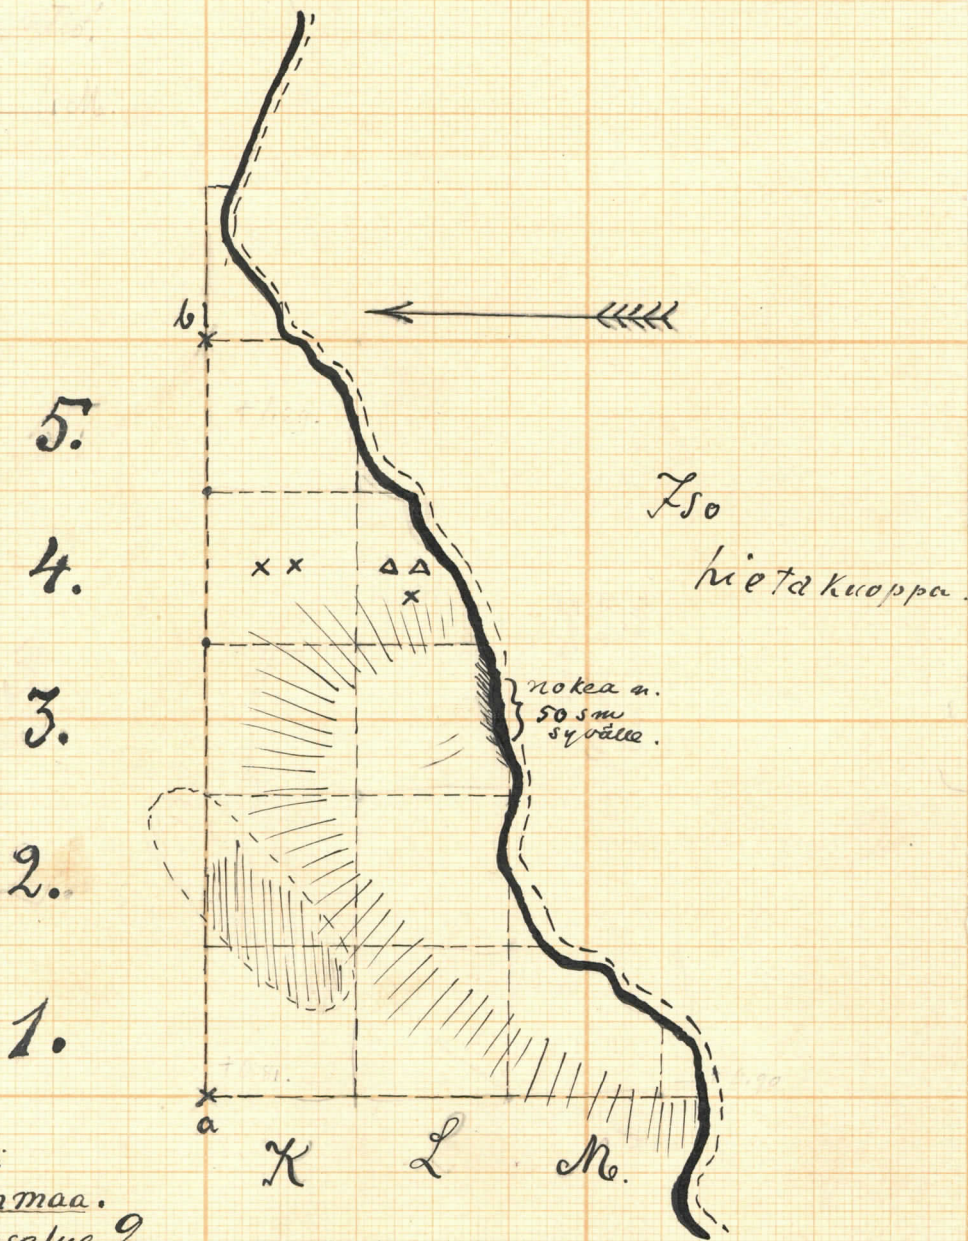 b
5.
Iso
4.
x x
△ △
x
hietakuoppa.
nokea n.
50 sm
syvälle.
3.
2.
1.
a
K L M.
maa.